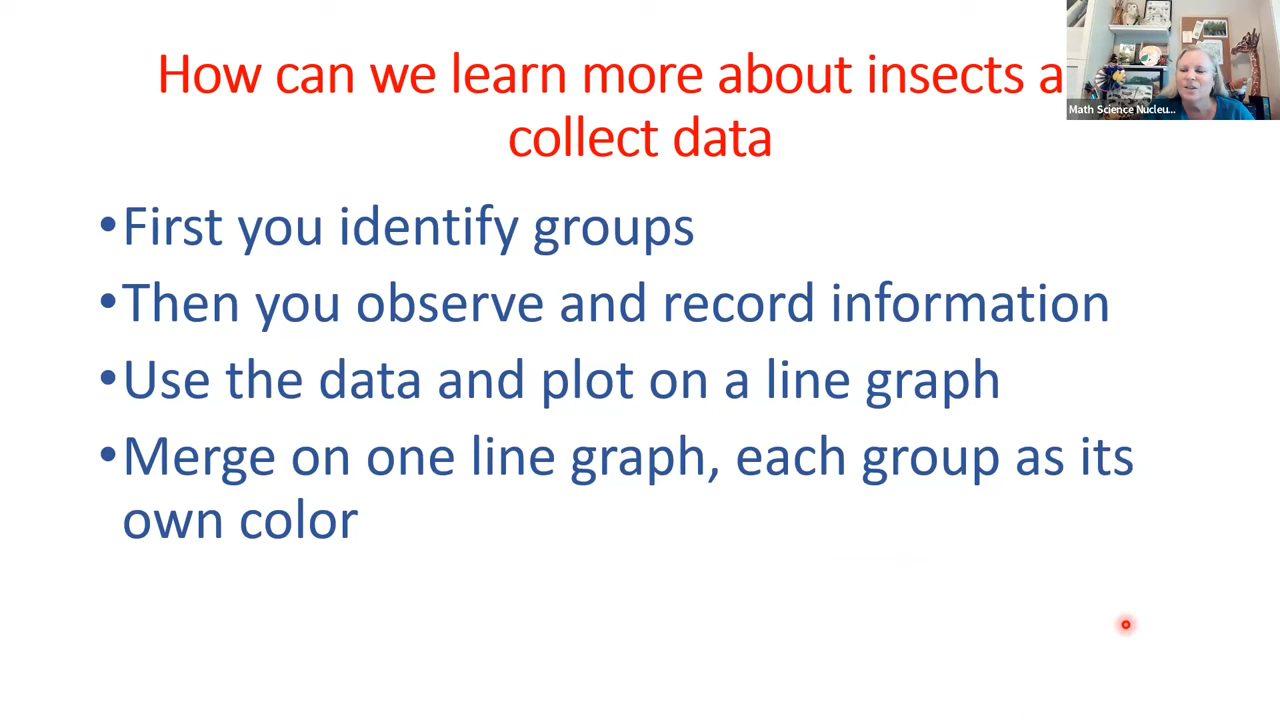 How can we learn more about insects a
collect data
Math Science Nucleu...
•First you identify groups
•Then you observe and record information
•Use the data and plot on a line graph
•Merge on one line graph, each group as its
own color